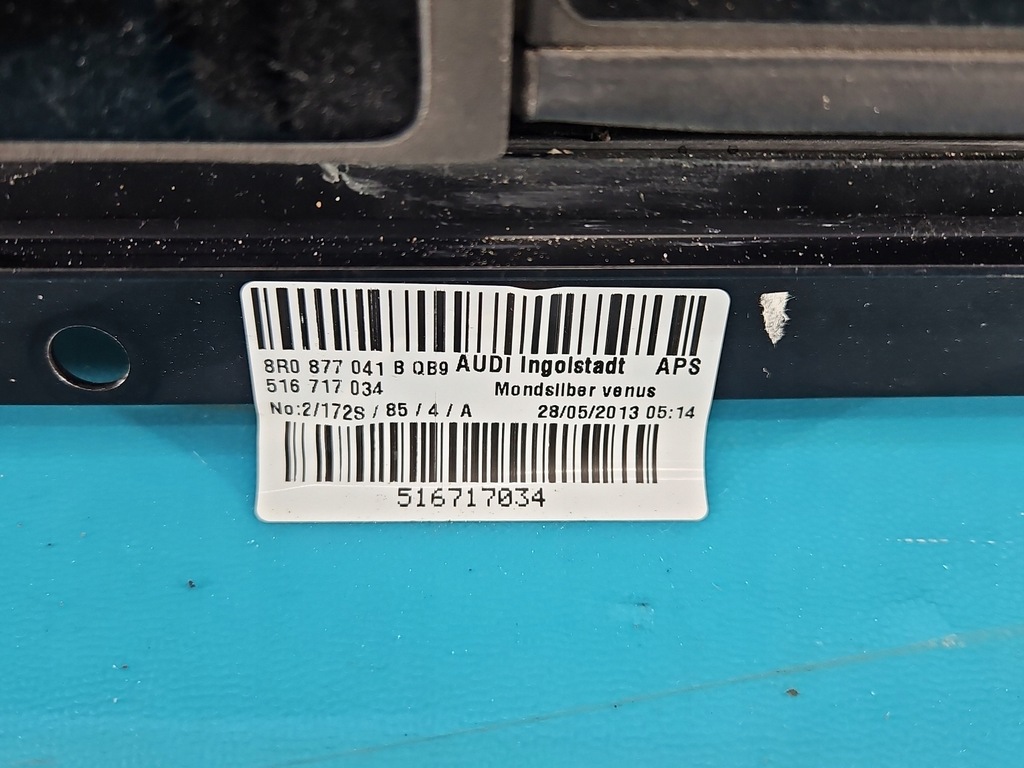 8R0 877 041 B QB9 AUDI Ingolstadt APS
516 717 034 Mondsilber venus
No:2/172S / 85 / 4 / A 28/05/2013 05:14
516717034